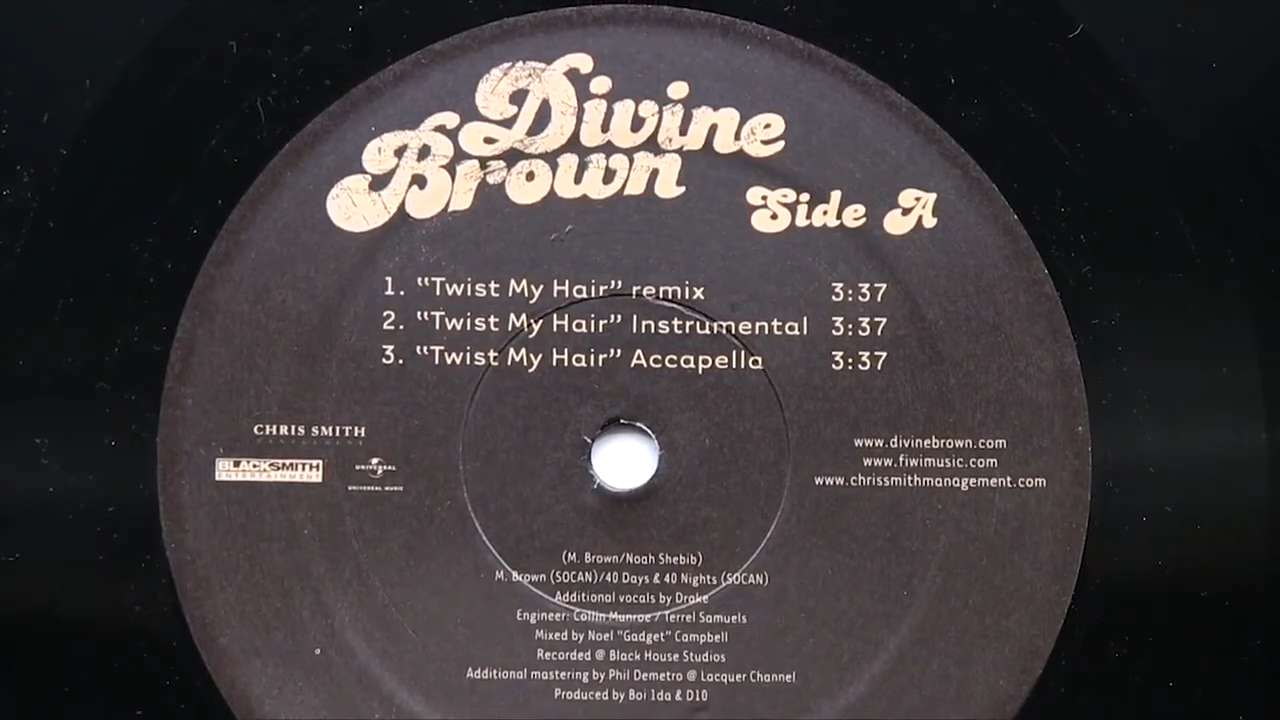 Divine
Brown
Side A
1. "Twist My Hair" remix 3:37
2. "Twist My Hair" Instrumental 3:37
3. "Twist My Hair" Accapella 3:37
CHRIS SMITH
MANAGEMENT
BLACKSMITH
ENTERTAINMENT
UNIVERSAL
UNIVERSAL MUSIC
www.divinebrown.com
www.fiwimusic.com
www.chrissmithmanagement.com
(M. Brown/Noah Shebib)
M. Brown (SOCAN)/40 Days & 40 Nights (SOCAN)
Additional vocals by Drake
Engineer: Collin Munroe / Terrel Samuels
Mixed by Noel "Gadget" Campbell
Recorded @ Black House Studios
Additional mastering by Phil Demetro @ Lacquer Channel
Produced by Boi 1da & D10